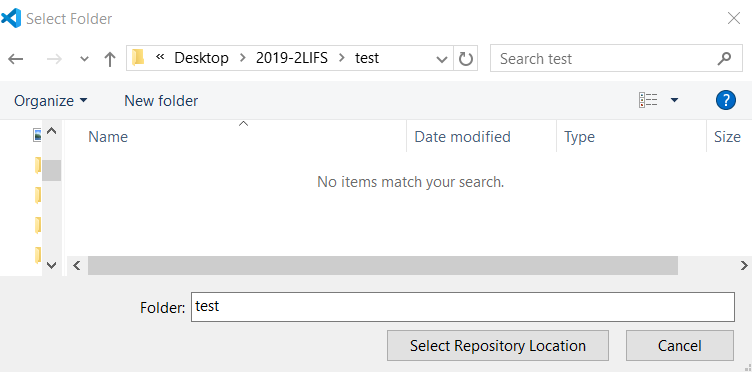 Select Folder
« Desktop > 2019-2LIFS > test
Search test
Organize
New folder
?
Name
Date modified
Type
Size
No items match your search.
Folder: test
Select Repository Location
Cancel